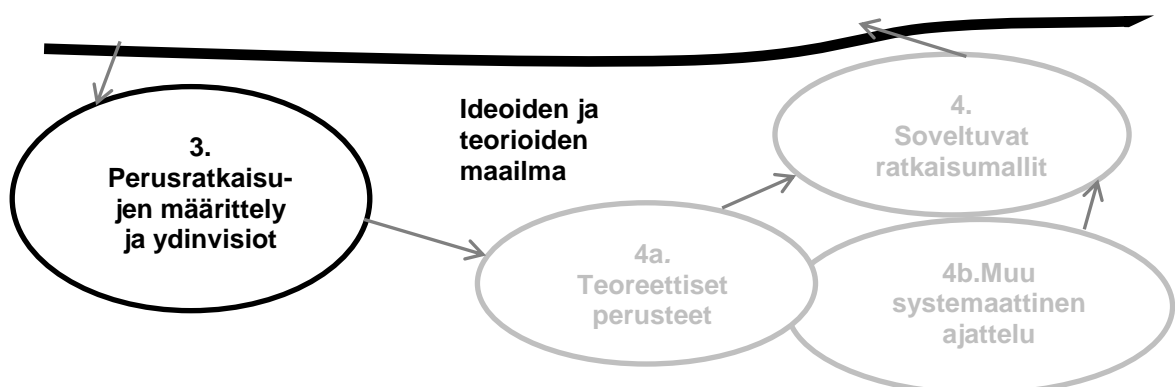 Ideoiden ja
teorioiden
maailma
3.
Perusratkaisu-
jen määrittely
ja ydinvisiot
4.
Soveltuvat
ratkaisumallit
4a.
Teoreettiset
perusteet
4b.Muu
systemaattinen
ajattelu